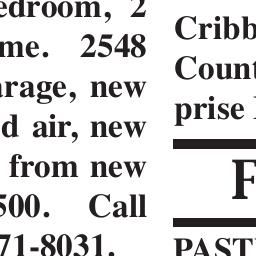 edroom, 2
me. 2548
arage, new
d air, new
from new
500. Call
71-8031.
Cribb
Count
prise
F
PAST